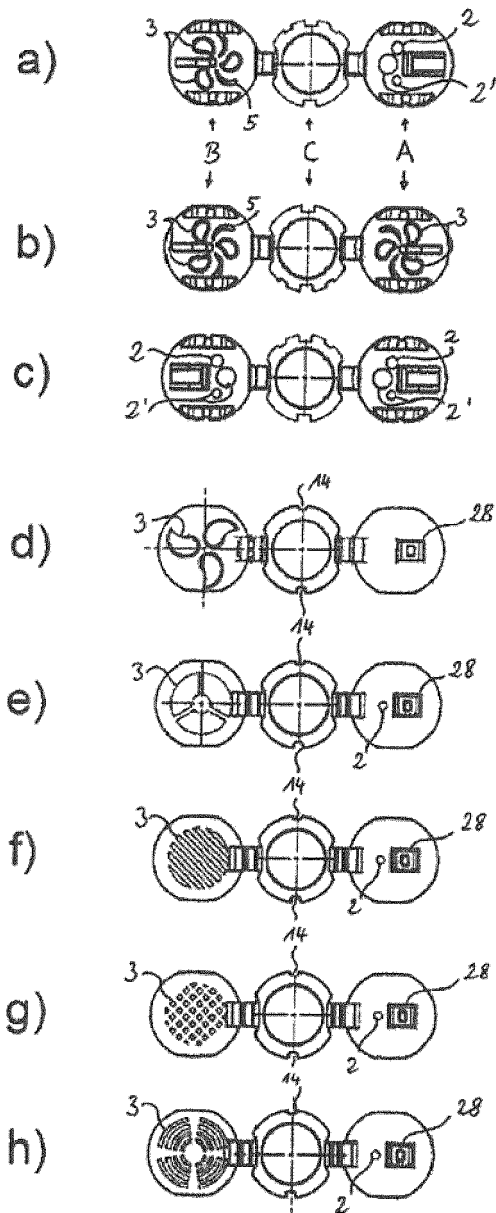 a) 3 5 2 2'
B C A
b) 3 5 3
c) 2 2' 2 2'
d) 3 14 28
14
e) 3 2 28
14
f) 3 2 28
14
g) 3 2 28
14
h) 3 2 28